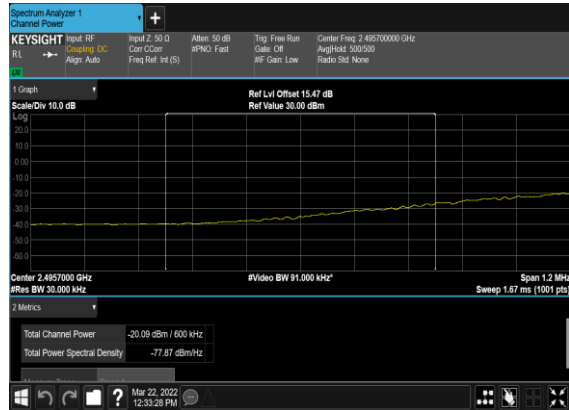 Spectrum Analyzer 1
Channel Power
+
KEYSIGHT
RL
Input: RF
Coupling: DC
Align: Auto
Input Z: 50 Ω
Corr CCorr
Freq Ref: Int (S)
Atten: 50 dB
#PNO: Fast
Trig: Free Run
Gate: Off
#IF Gain: Low
Center Freq: 2.495700000 GHz
Avg|Hold: 500/500
Radio Std: None
1 Graph
Scale/Div 10.0 dB
Ref Lvl Offset 15.47 dB
Ref Value 30.00 dBm
Log
20.0
10.0
0.00
-10.0
-20.0
-30.0
-40.0
-50.0
-60.0
Center 2.4957000 GHz
#Video BW 91.000 kHz*
Span 1.2 MHz
#Res BW 30.000 kHz
Sweep 1.67 ms (1001 pts)
2 Metrics
Total Channel Power -20.09 dBm / 600 kHz
Total Power Spectral Density -77.87 dBm/Hz
?
Mar 22, 2022
12:33:28 PM